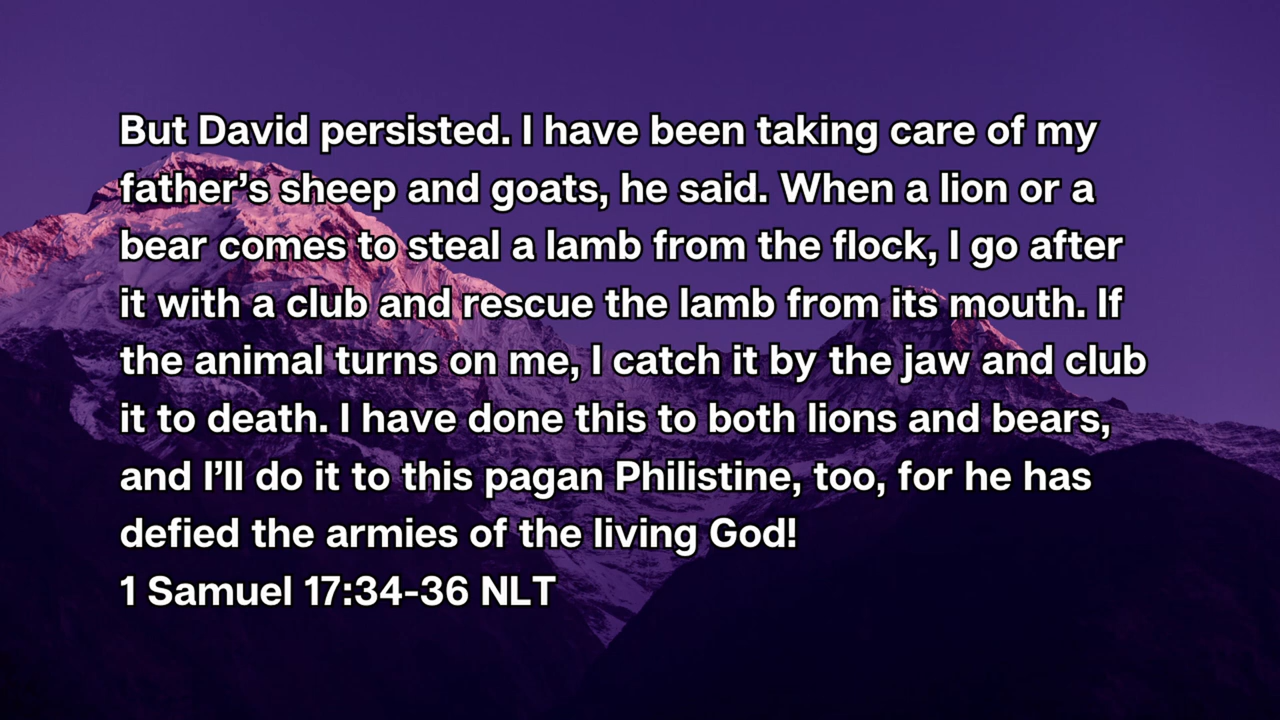 But David persisted. I have been taking care of my
father’s sheep and goats, he said. When a lion or a
bear comes to steal a lamb from the flock, I go after
it with a club and rescue the lamb from its mouth. If
the animal turns on me, I catch it by the jaw and club
it to death. I have done this to both lions and bears,
and I’ll do it to this pagan Philistine, too, for he has
defied the armies of the living God!
1 Samuel 17:34-36 NLT